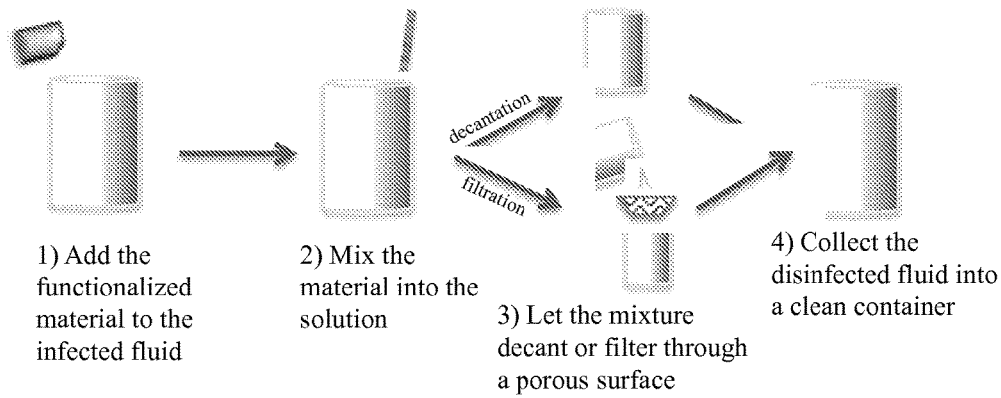 decantation
filtration
1) Add the
functionalized
material to the
infected fluid
2) Mix the
material into the
solution
3) Let the mixture
decant or filter through
a porous surface
4) Collect the
disinfected fluid into
a clean container